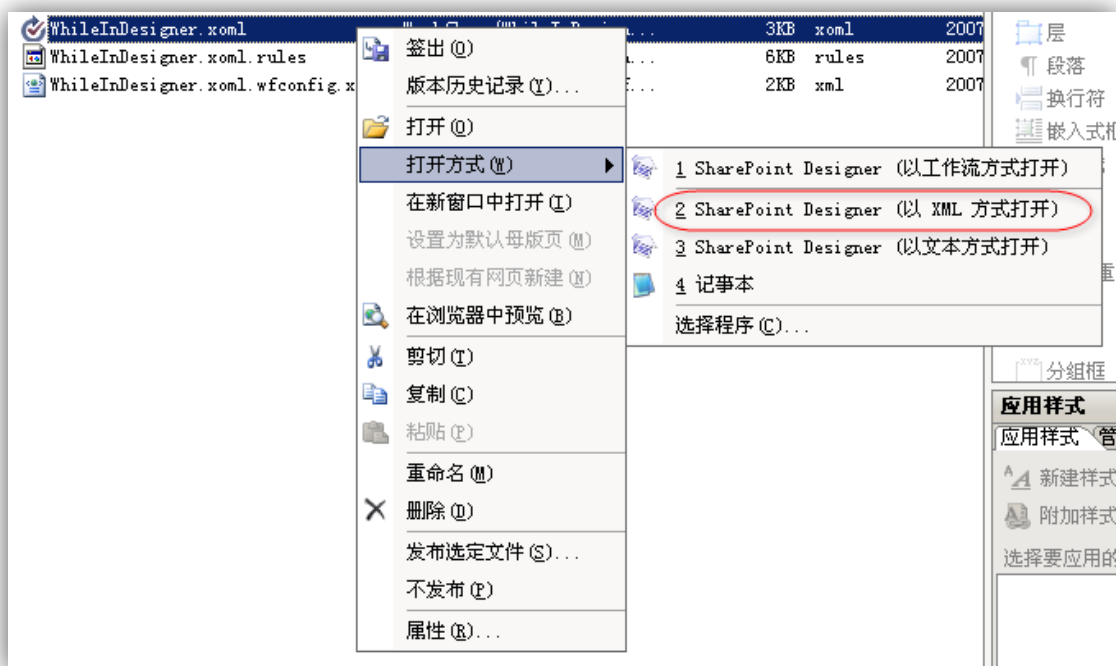 WhileInDesigner.xoml 3KB xoml 2007
WhileInDesigner.xoml.rules 6KB rules 2007
WhileInDesigner.xoml.wfconfig.x 2KB xml 2007
签出(O)
版本历史记录(Y)...
打开(O)
打开方式(W)
在新窗口中打开(I)
设置为默认母版页(M)
根据现有网页新建(N)
在浏览器中预览(B)
剪切(T)
复制(C)
粘贴(P)
重命名(M)
删除(D)
发布选定文件(S)...
不发布(P)
属性(R)...
1 SharePoint Designer (以工作流方式打开)
2 SharePoint Designer (以 XML 方式打开)
3 SharePoint Designer (以文本方式打开)
4 记事本
选择程序(C)...
层
段落
换行符
嵌入式框
重
分组框
应用样式
应用样式 管
新建样式
附加样式
选择要应用的